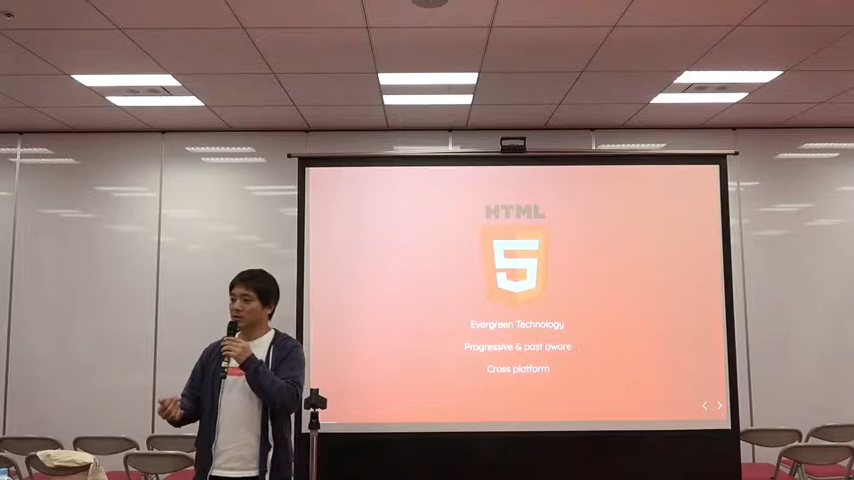 HTML
5
Evergreen Technology
Progressive & past aware
Cross platform